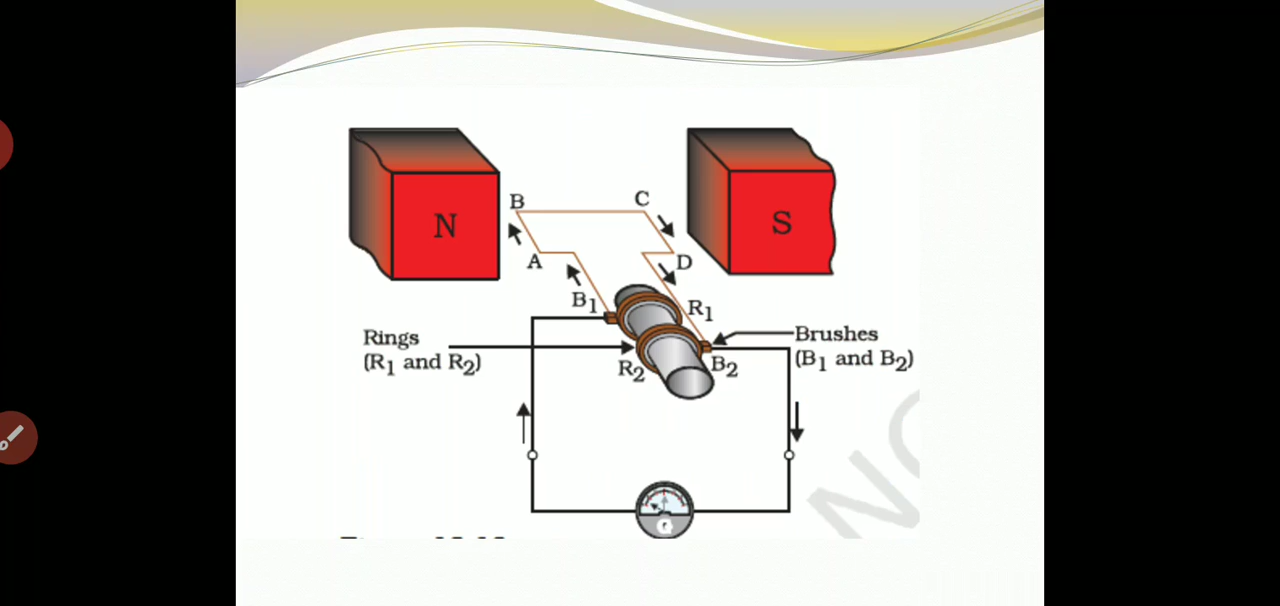 N
S
B
C
A
D
B1
R1
Rings
(R1 and R2)
Brushes
(B1 and B2)
R2
B2